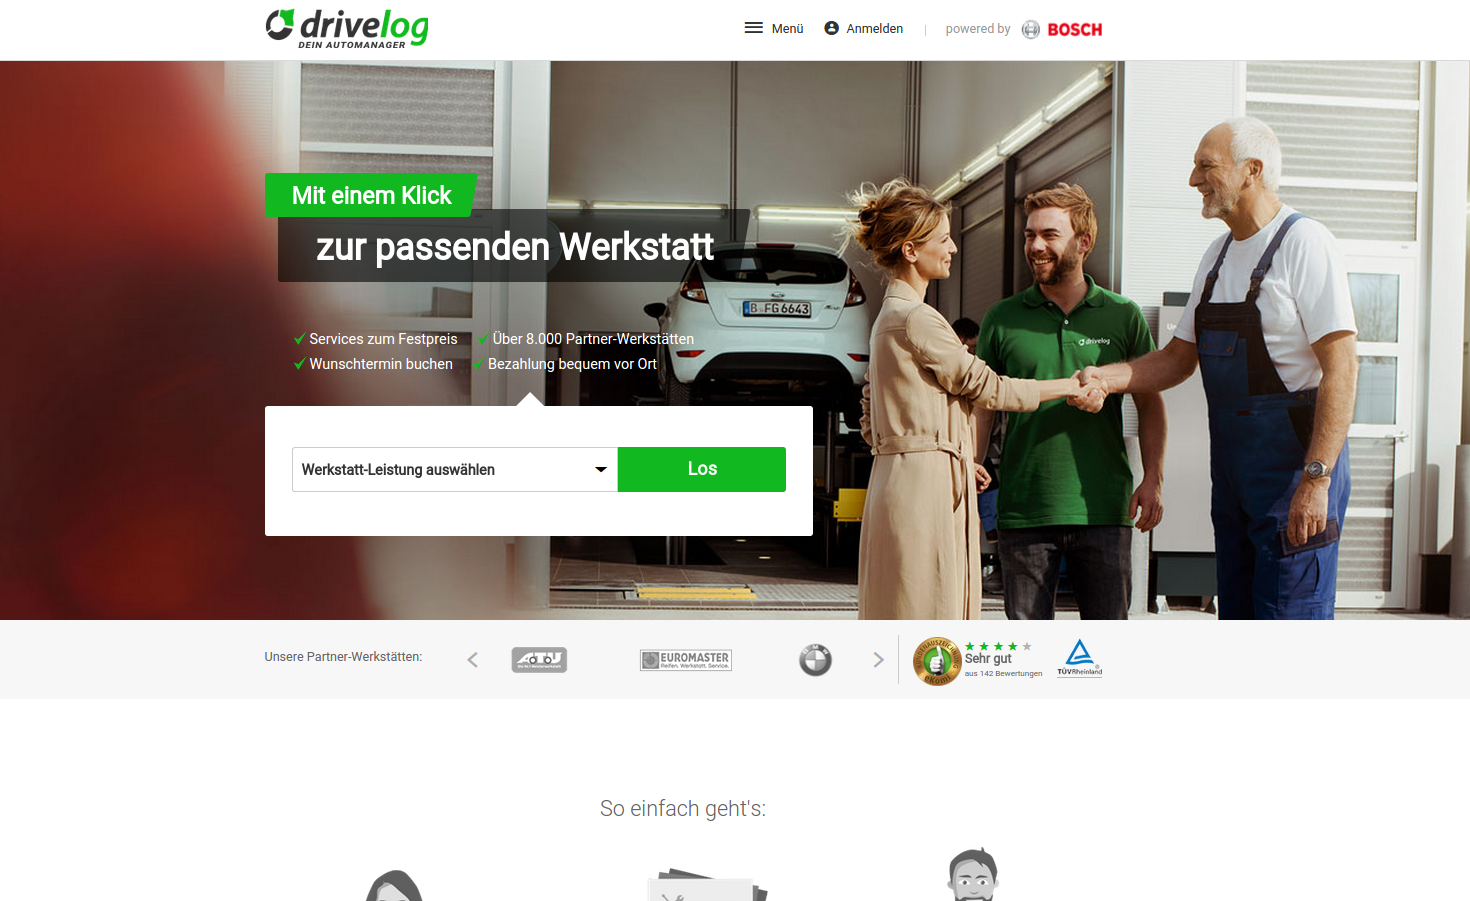 drivelog
DEIN AUTOMANAGER
Menü
Anmelden
powered by
BOSCH
Mit einem Klick
zur passenden Werkstatt
B FG 6643
Services zum Festpreis
Über 8.000 Partner-Werkstätten
Wunschtermin buchen
Bezahlung bequem vor Ort
drivelog
Werkstatt-Leistung auswählen
Los
Unsere Partner-Werkstätten:
ATU
EUROMASTER
Reifen. Werkstatt. Service.
BMW
eKomi
Sehr gut
aus 142 Bewertungen
TÜVRheinland
So einfach geht's: